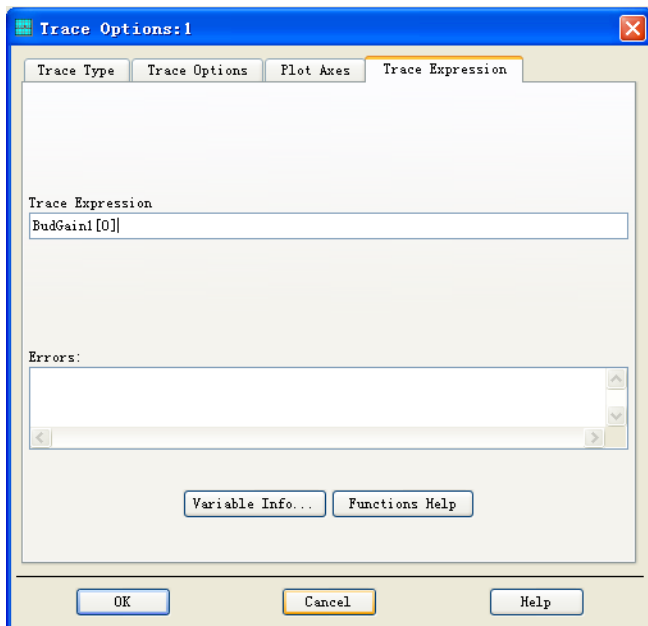 Trace Options:1
Trace Type Trace Options Plot Axes Trace Expression
Trace Expression
BudGain1[0]
Errors:
Variable Info... Functions Help
OK Cancel Help